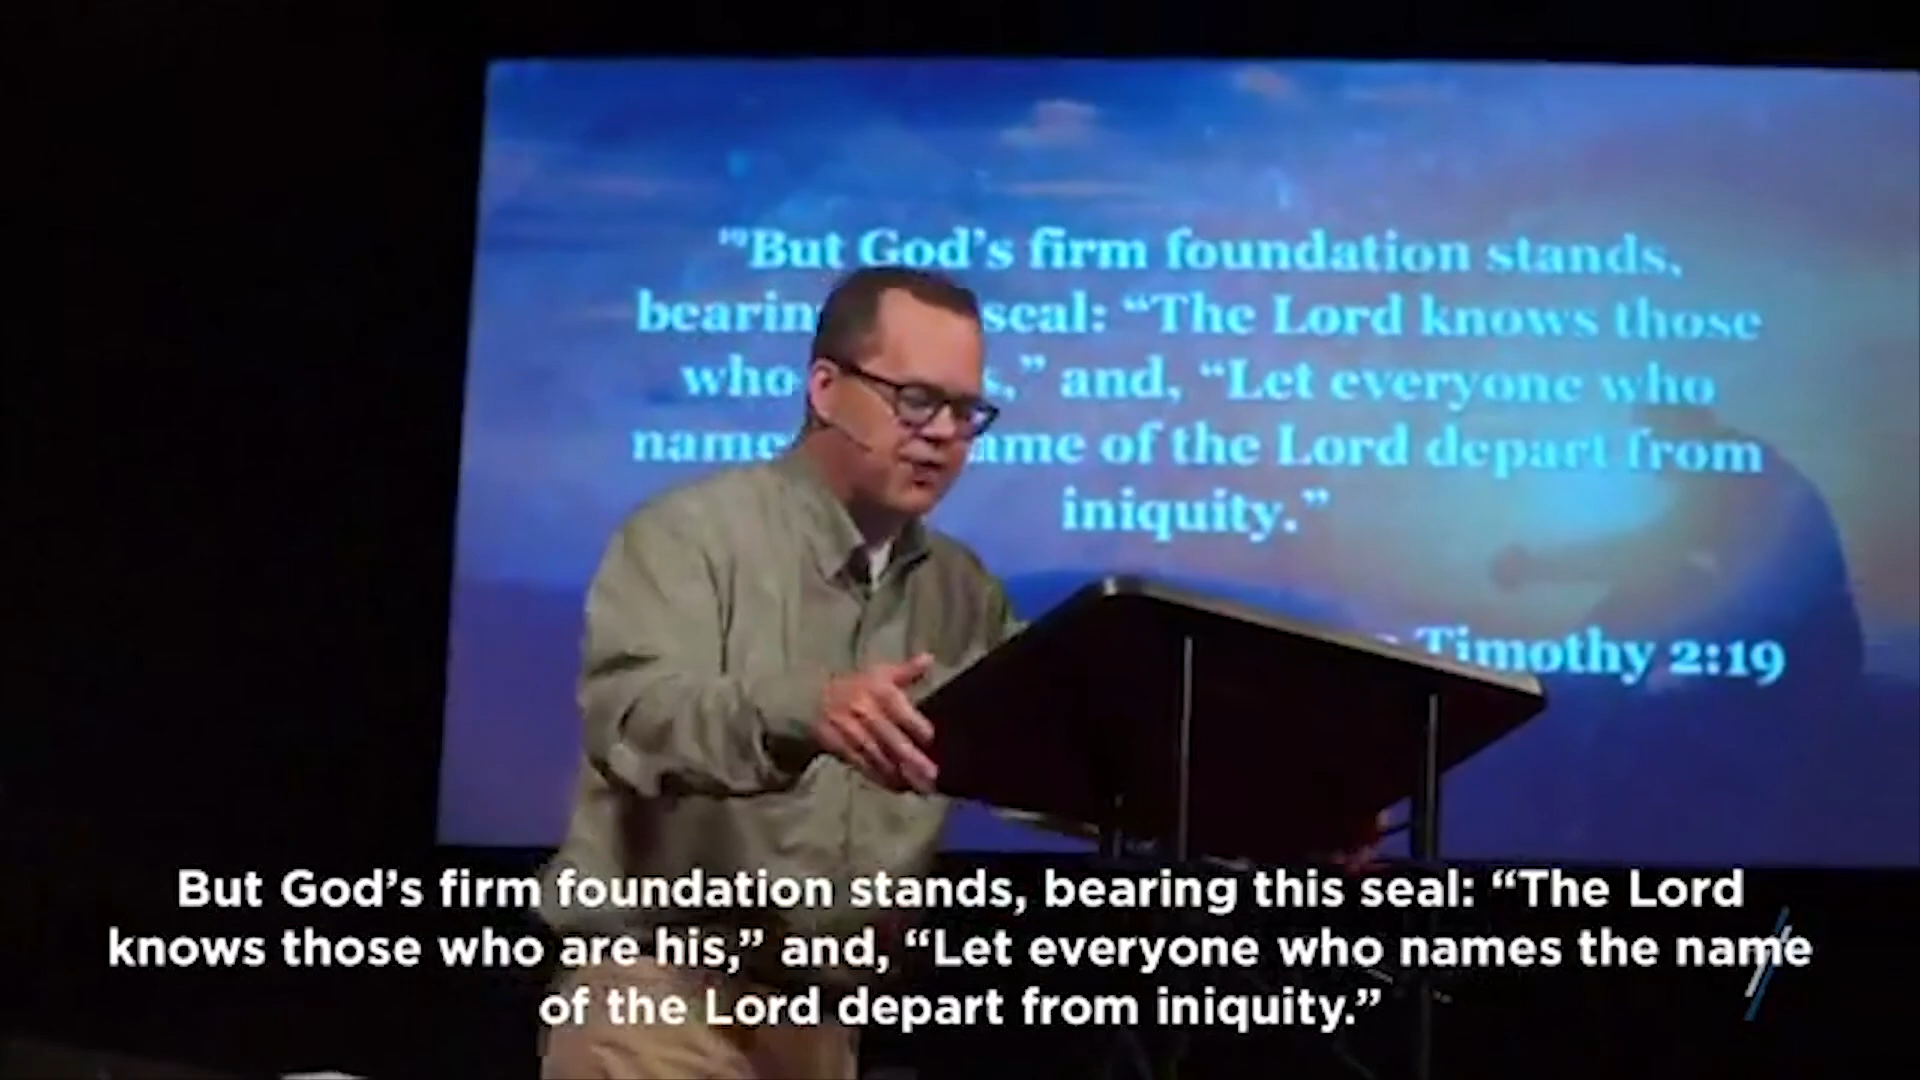 ¹⁹But God's firm foundation stands,
bearin seal: “The Lord knows those
who s,” and, “Let everyone who
name ame of the Lord depart from
iniquity.”
Timothy 2:19
But God’s firm foundation stands, bearing this seal: “The Lord
knows those who are his,” and, “Let everyone who names the name
of the Lord depart from iniquity.”